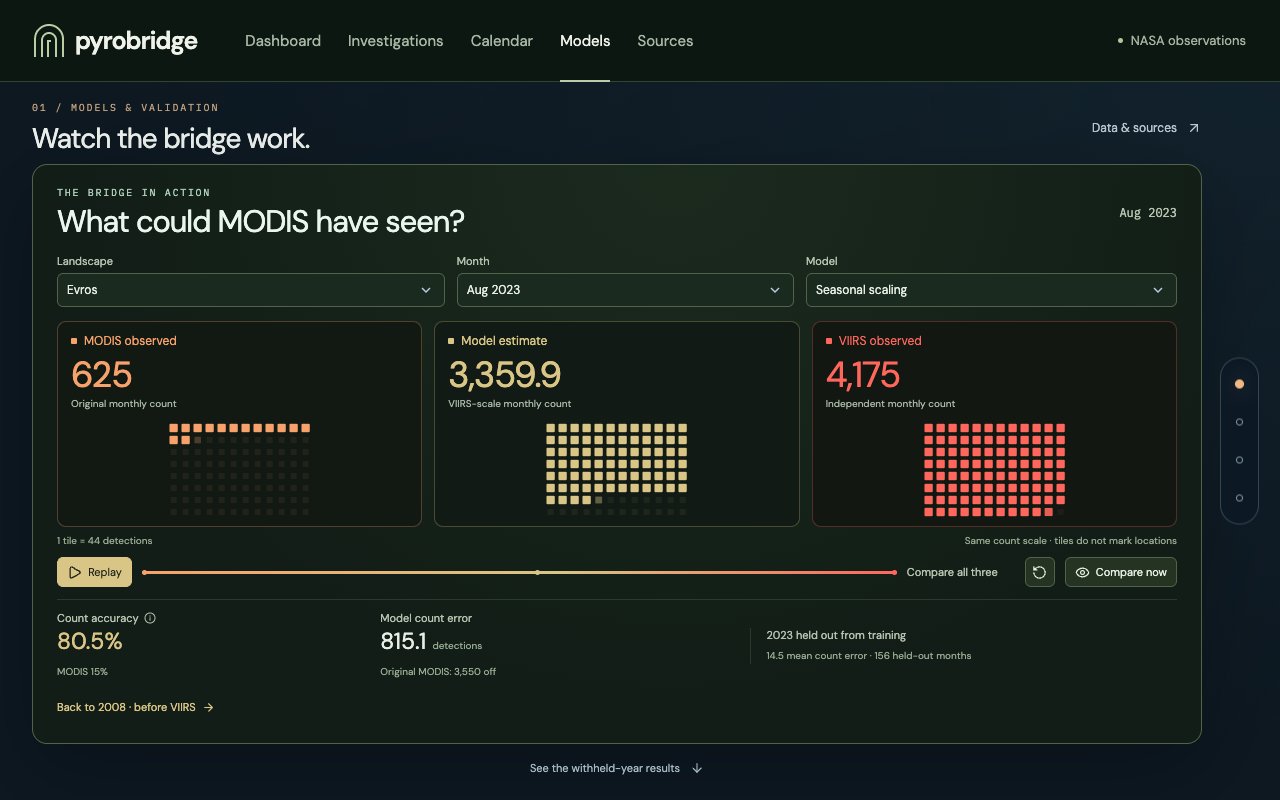 pyrobridge
Dashboard Investigations Calendar Models Sources
NASA observations
01 / MODELS & VALIDATION
Watch the bridge work.
Data & sources
THE BRIDGE IN ACTION
What could MODIS have seen?
Aug 2023
Landscape Month Model
Evros Aug 2023 Seasonal scaling
MODIS observed
625
Original monthly count
Model estimate
3,359.9
VIIRS-scale monthly count
VIIRS observed
4,175
Independent monthly count
1 tile = 44 detections
Same count scale · tiles do not mark locations
Replay
Compare all three
Compare now
Count accuracy
80.5%
MODIS 15%
Model count error
815.1 detections
Original MODIS: 3,550 off
2023 held out from training
14.5 mean count error · 156 held-out months
Back to 2008 · before VIIRS
See the withheld-year results